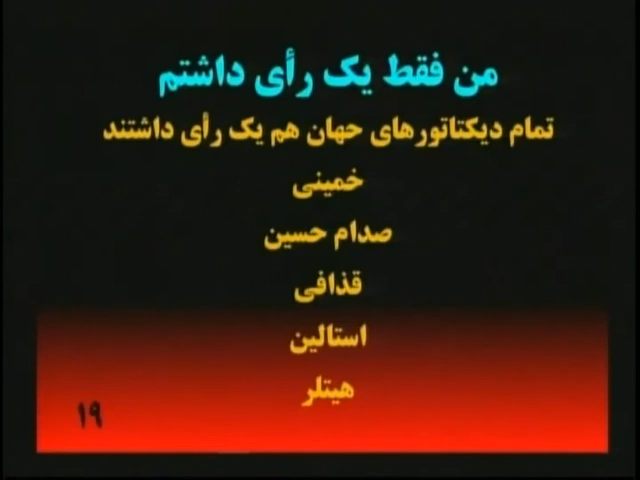 من فقط یک رأی داشتم
تمام دیکتاتورهای جهان هم یک رأی داشتند
خمینی
صدام حسین
قذافی
استالین
هیتلر
۱۹